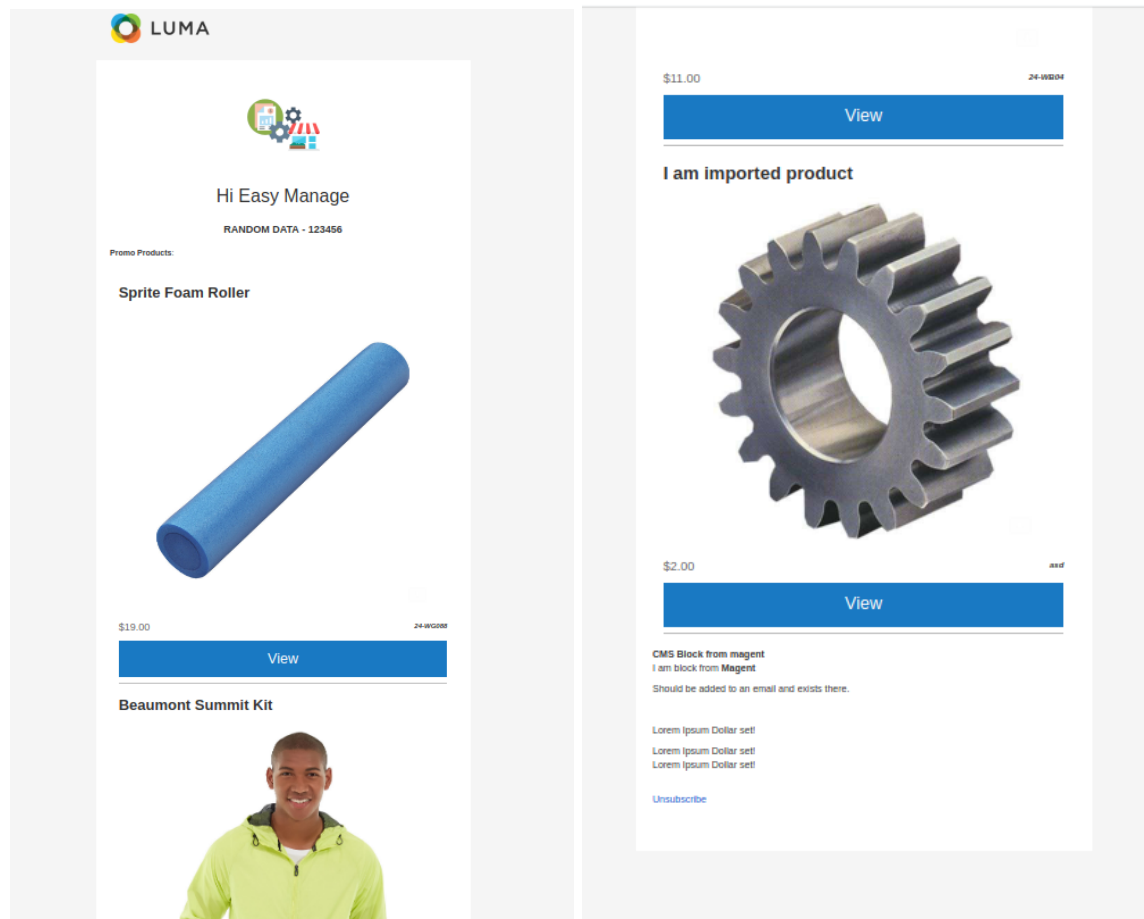 LUMA
Hi Easy Manage
RANDOM DATA - 123456
Promo Products:
Sprite Foam Roller
$19.00
24-WG088
View
Beaumont Summit Kit
$11.00
24-WB04
View
I am imported product
$2.00
asd
View
CMS Block from magent
I am block from Magent
Should be added to an email and exists there.
Lorem Ipsum Dollar set!
Lorem Ipsum Dollar set!
Lorem Ipsum Dollar set!
Unsubscribe